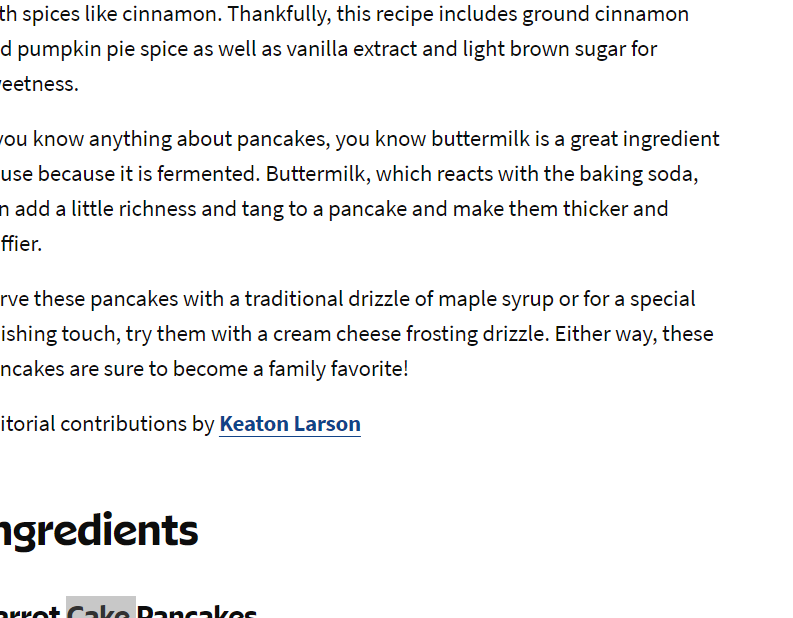 th spices like cinnamon. Thankfully, this recipe includes ground cinnamon
d pumpkin pie spice as well as vanilla extract and light brown sugar for
eetness.
you know anything about pancakes, you know buttermilk is a great ingredient
use because it is fermented. Buttermilk, which reacts with the baking soda,
n add a little richness and tang to a pancake and make them thicker and
ffier.
rve these pancakes with a traditional drizzle of maple syrup or for a special
ishing touch, try them with a cream cheese frosting drizzle. Either way, these
ncakes are sure to become a family favorite!
itorial contributions by Keaton Larson
ngredients
arrot Cake Pancakes